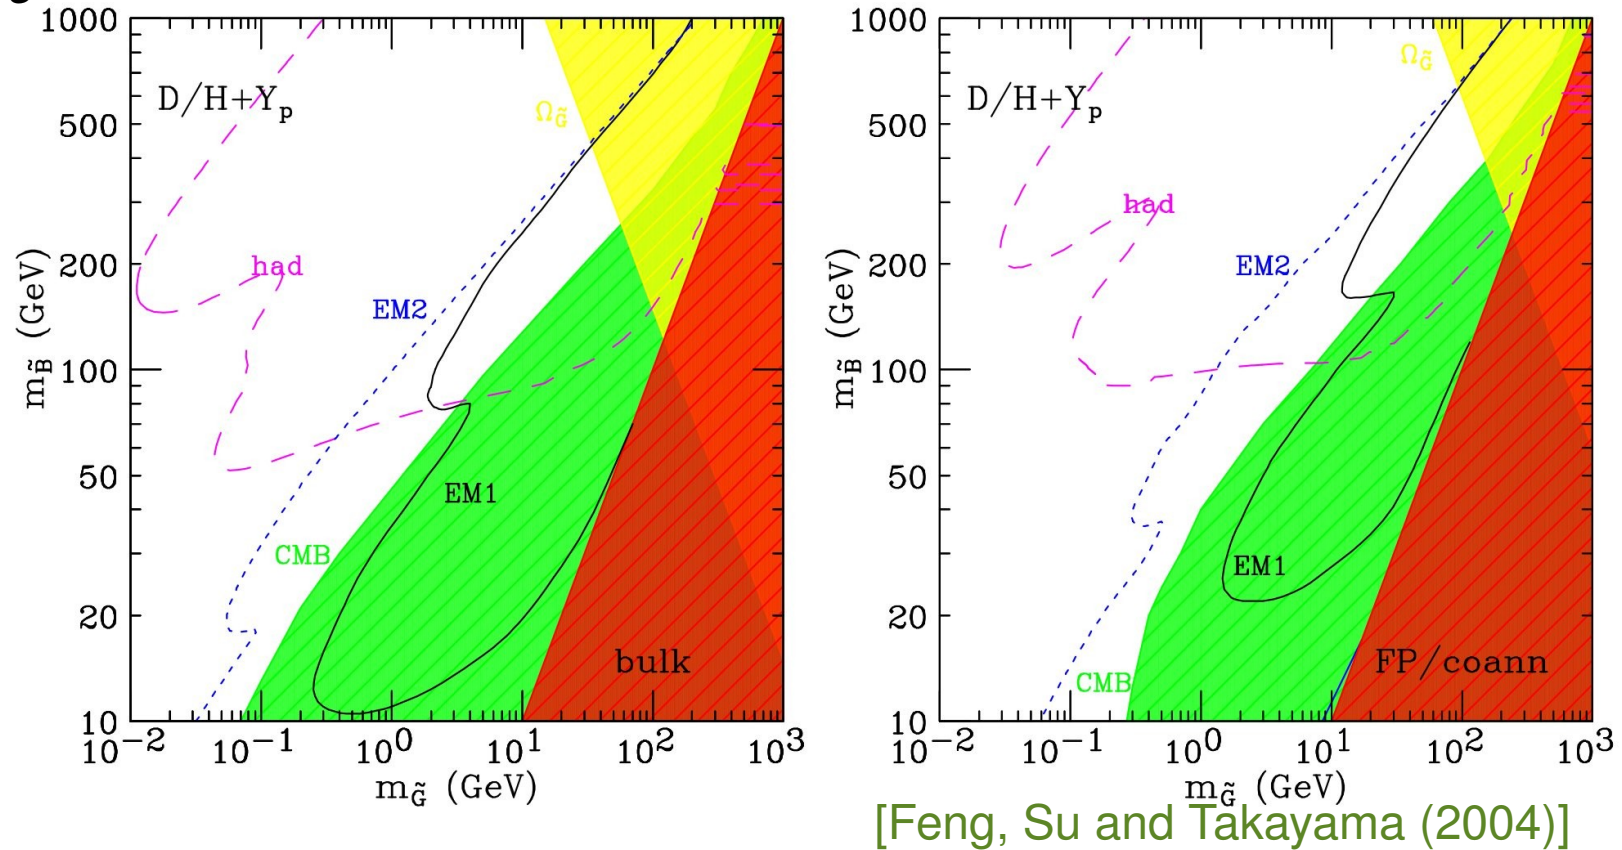 1000
500
200
100
50
20
10
m_B̃ (GeV)
D/H+Y_p
Ω_G̃
had
EM2
EM1
CMB
bulk
10^-2 10^-1 10^0 10^1 10^2 10^3
m_G̃ (GeV)
1000
500
200
100
50
20
10
m_B̃ (GeV)
D/H+Y_p
Ω_G̃
had
EM2
EM1
CMB
FP/coann
10^-2 10^-1 10^0 10^1 10^2 10^3
m_G̃ (GeV)
[Feng, Su and Takayama (2004)]